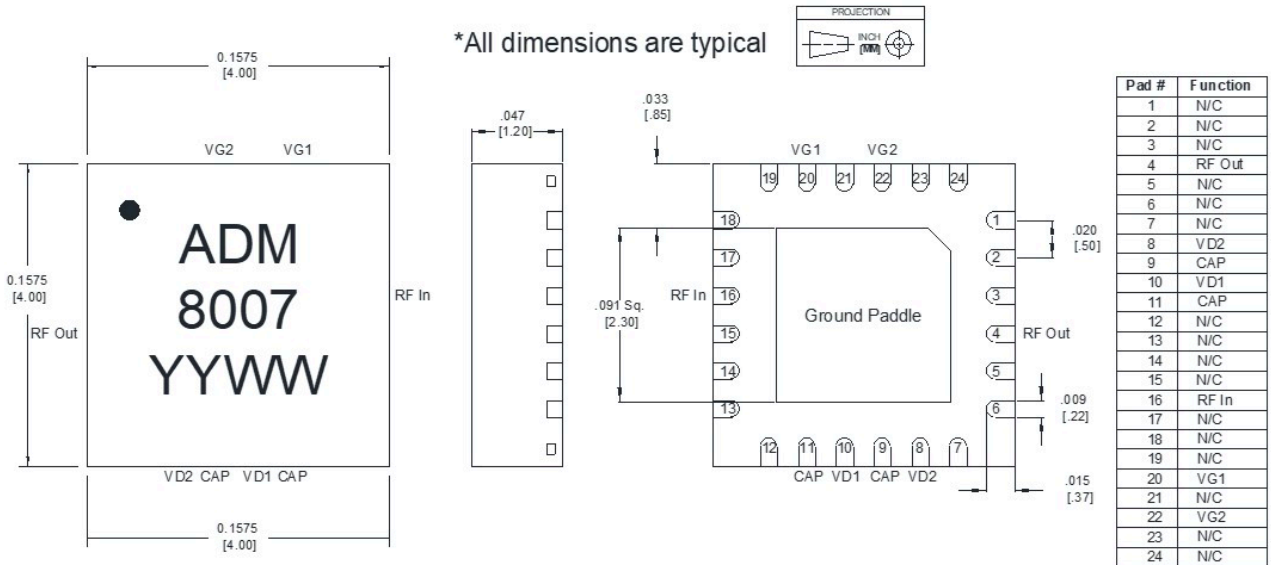 *All dimensions are typical
PROJECTION
INCH
[MM]
0.1575
[4.00]
VG2 VG1
0.1575
[4.00]
ADM
8007
YYWW
RF Out
RF In
VD2 CAP VD1 CAP
0.1575
[4.00]
.047
[1.20]
.033
[.85]
VG1 VG2
19 20 21 22 23 24
18
17
RF In 16
15
14
13
1
2
3
4 RF Out
5
6
.091 Sq.
[2.30]
Ground Paddle
.020
[.50]
.009
[.22]
.015
[.37]
12 11 10 9 8 7
CAP VD1 CAP VD2
Pad # Function
1 N/C
2 N/C
3 N/C
4 RF Out
5 N/C
6 N/C
7 N/C
8 VD2
9 CAP
10 VD1
11 CAP
12 N/C
13 N/C
14 N/C
15 N/C
16 RF In
17 N/C
18 N/C
19 N/C
20 VG1
21 N/C
22 VG2
23 N/C
24 N/C